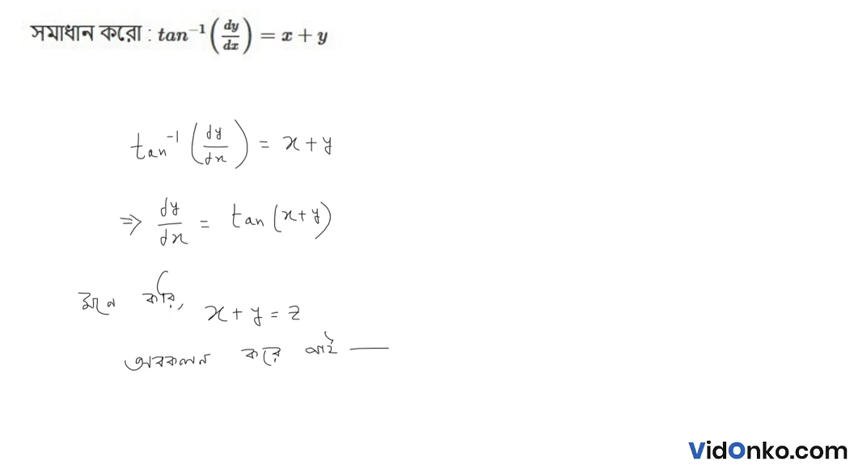 সমাধান করো : tan⁻¹(dy/dx) = x + y
tan⁻¹(dy/dx) = x + y
⇒ dy/dx = tan(x+y)
মনে করি, x + y = z
অবকলন করে পাই —
VidOnko.com